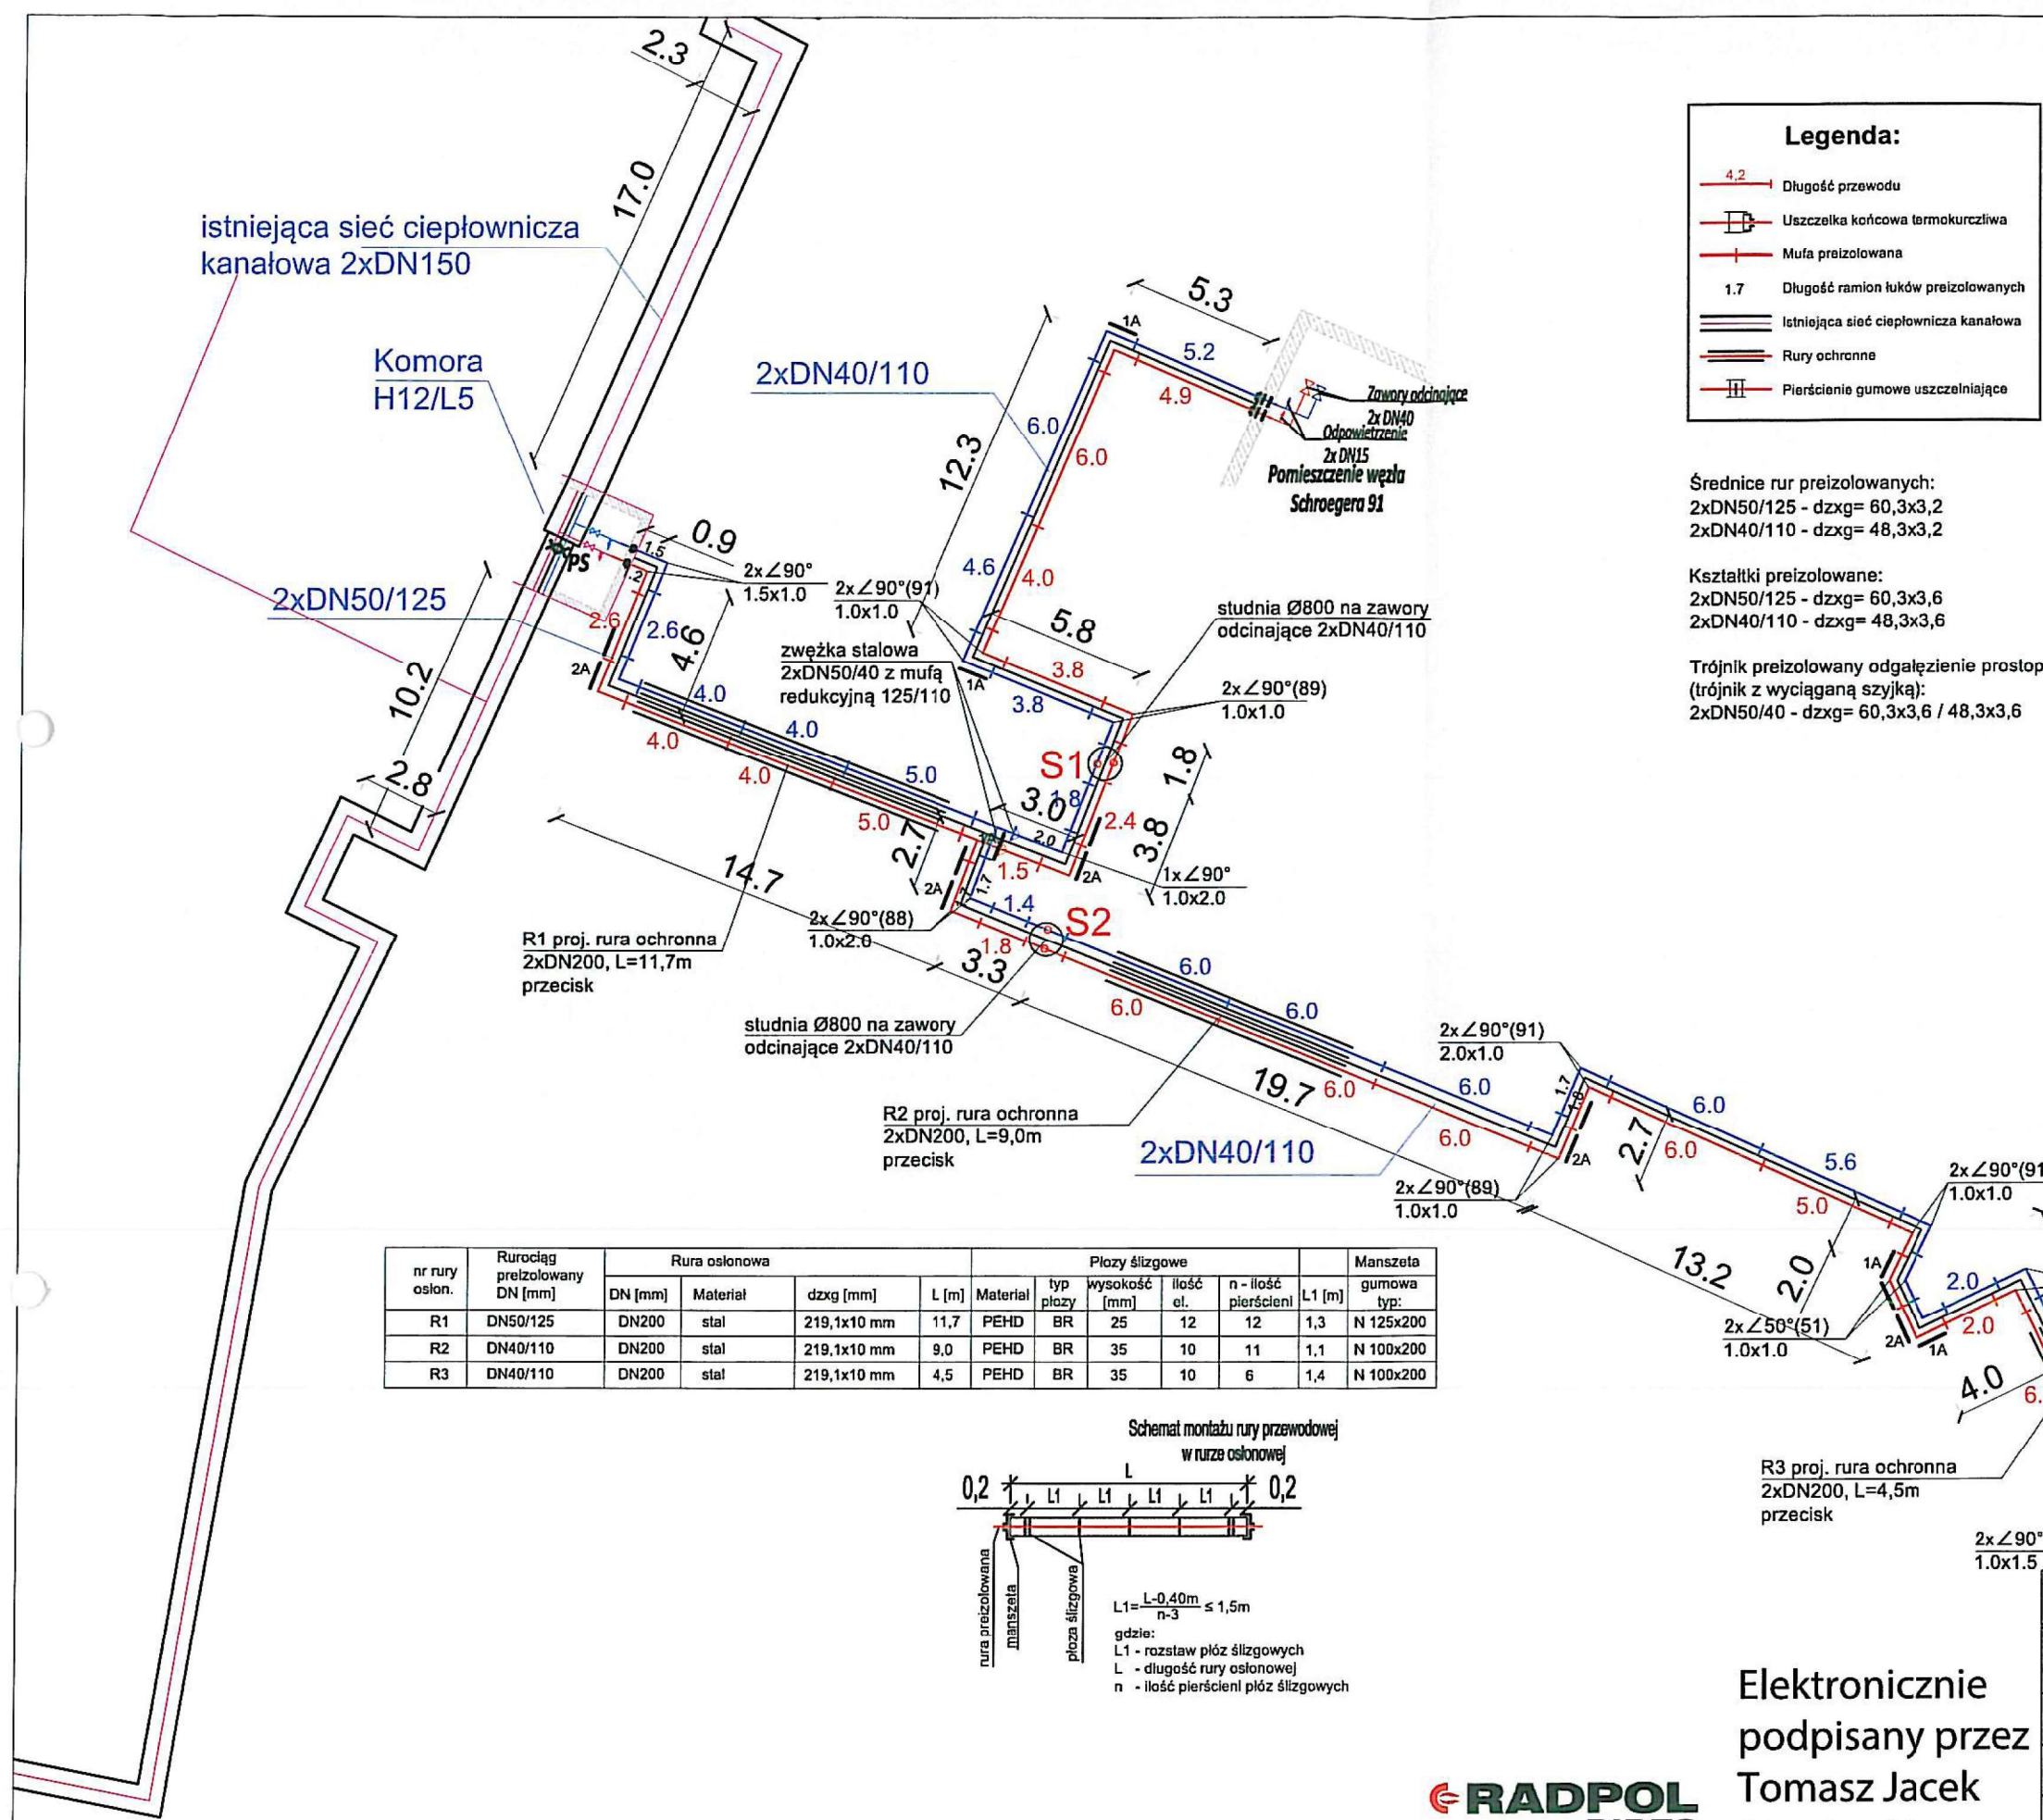 2.3
17.0
istniejąca sieć ciepłownicza
kanałowa 2xDN150
Komora
H12/L5
2xDN40/110
5.3
1A
5.2
4.9
Zawory odcinające
2x DN40
Odpowietrzenie
2x DN15
Pomieszczenie węzła
Schroegera 91
6.0
6.0
12.3
4.6
4.0
0.9
1.5
PS
2x∠90°
1.5x1.0
2x∠90°(91)
1.0x1.0
2xDN50/125
2.6
2.6
4.6
2A
10.2
2.8
zwężka stalowa
2xDN50/40 z mufą
redukcyjną 125/110
5.8
3.8
1A
3.8
studnia Ø800 na zawory
odcinające 2xDN40/110
2x∠90°(89)
1.0x1.0
4.0
4.0
5.0
4.0
4.0
5.0
S1
1.8
3.0
1.8
2.4
3.8
2.0
1.5
2A
1x∠90°
1.0x2.0
2.7
14.7
2A
1.7
1.4
S2
2x∠90°(88)
1.0x2.0
1.8
3.3
R1 proj. rura ochronna
2xDN200, L=11,7m
przecisk
studnia Ø800 na zawory
odcinające 2xDN40/110
6.0
6.0
6.0
6.0
6.0
6.0
19.7
R2 proj. rura ochronna
2xDN200, L=9,0m
przecisk
2xDN40/110
2x∠90°(91)
2.0x1.0
1.7
1.8
2A
2.7
6.0
6.0
5.6
5.0
2x∠90°(89)
1.0x1.0
13.2
2.0
2x∠90°(91
1.0x1.0
1A
2.0
2.0
2x∠50°(51)
1.0x1.0
2A
1A
4.0
6.
R3 proj. rura ochronna
2xDN200, L=4,5m
przecisk
2x∠90°
1.0x1.5
Legenda:
4,2 Długość przewodu
Uszczelka końcowa termokurczliwa
Mufa preizolowana
1.7 Długość ramion łuków preizolowanych
Istniejąca sieć ciepłownicza kanałowa
Rury ochronne
Pierścienie gumowe uszczelniające
Średnice rur preizolowanych:
2xDN50/125 - dzxg= 60,3x3,2
2xDN40/110 - dzxg= 48,3x3,2
Kształtki preizolowane:
2xDN50/125 - dzxg= 60,3x3,6
2xDN40/110 - dzxg= 48,3x3,6
Trójnik preizolowany odgałęzienie prostop
(trójnik z wyciąganą szyjką):
2xDN50/40 - dzxg= 60,3x3,6 / 48,3x3,6
nr rury osłon. Rurociąg preizolowany DN [mm] Rura osłonowa Płozy ślizgowe Manszeta gumowa typ:
DN [mm] Materiał dzxg [mm] L [m] Materiał typ płozy wysokość [mm] ilość el. n - ilość pierścieni L1 [m]
R1 DN50/125 DN200 stal 219,1x10 mm 11,7 PEHD BR 25 12 12 1,3 N 125x200
R2 DN40/110 DN200 stal 219,1x10 mm 9,0 PEHD BR 35 10 11 1,1 N 100x200
R3 DN40/110 DN200 stal 219,1x10 mm 4,5 PEHD BR 35 10 6 1,4 N 100x200
Schemat montażu rury przewodowej
w rurze osłonowej
L
0,2 L1 L1 L1 L1 0,2
rura preizolowana
manszeta
płoza ślizgowa
L1= L-0,40m / n-3 ≤ 1,5m
gdzie:
L1 - rozstaw płóz ślizgowych
L - długość rury osłonowej
n - ilość pierścieni płóz ślizgowych
RADPOL
Elektronicznie
podpisany przez
Tomasz Jacek